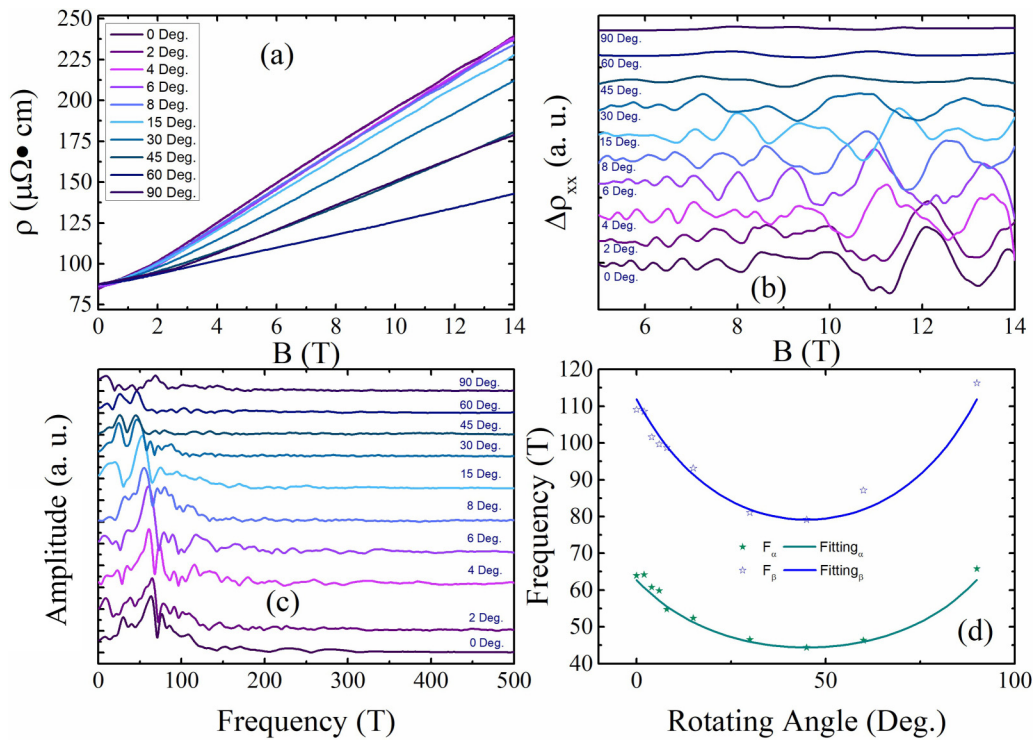 (a)
0 Deg.
2 Deg.
4 Deg.
6 Deg.
8 Deg.
15 Deg.
30 Deg.
45 Deg.
60 Deg.
90 Deg.
ρ (μΩ• cm)
250
225
200
175
150
125
100
75
0 2 4 6 8 10 12 14
B (T)
(b)
Δρxx (a. u.)
90 Deg.
60 Deg.
45 Deg.
30 Deg.
15 Deg.
8 Deg.
6 Deg.
4 Deg.
2 Deg.
0 Deg.
6 8 10 12 14
B (T)
(c)
Amplitude (a. u.)
90 Deg.
60 Deg.
45 Deg.
30 Deg.
15 Deg.
8 Deg.
6 Deg.
4 Deg.
2 Deg.
0 Deg.
0 100 200 300 400 500
Frequency (T)
(d)
Frequency (T)
120
110
100
90
80
70
60
50
40
Fα Fittingα
Fβ Fittingβ
0 50 100
Rotating Angle (Deg.)